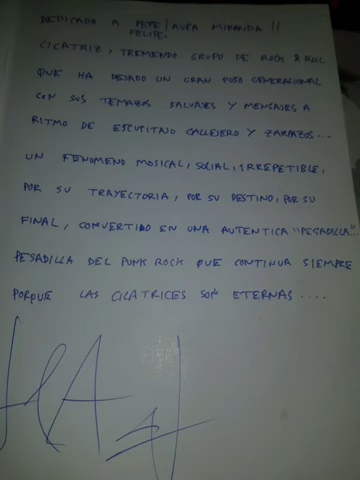 DEDICADO A PEPE | AUPA MIRANDA ||
FELIPE.
CICATRIZ, TREMENDO GRUPO DE ROCK & ROLL
QUE HA DEJADO UN GRAN POSO GENERACIONAL
CON SUS TEMAZOS SALVAJES Y MENSAJES A
RITMO DE ESCUPITAJO CALLEJERO Y ZARPAZOS...
UN FENOMENO MUSICAL, SOCIAL, IRREPETIBLE,
POR SU TRAYECTORIA, POR SU DESTINO, POR SU
FINAL, CONVERTIDO EN UNA AUTENTICA "PESADILLA"...
PESADILLA DEL PUNK ROCK QUE CONTINUA SIEMPRE
PORQUE LAS CICATRICES SON ETERNAS....